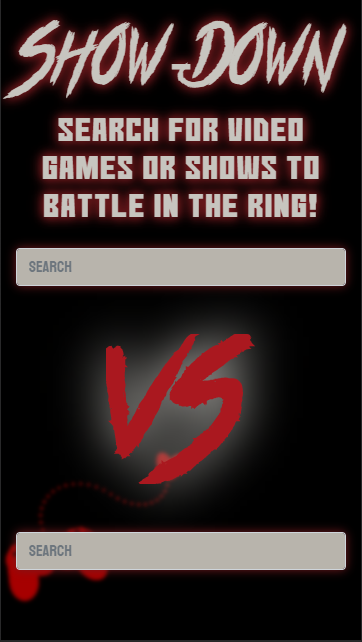 SHOW-DOWN
SEARCH FOR VIDEO
GAMES OR SHOWS TO
BATTLE IN THE RING!
SEARCH
VS
SEARCH